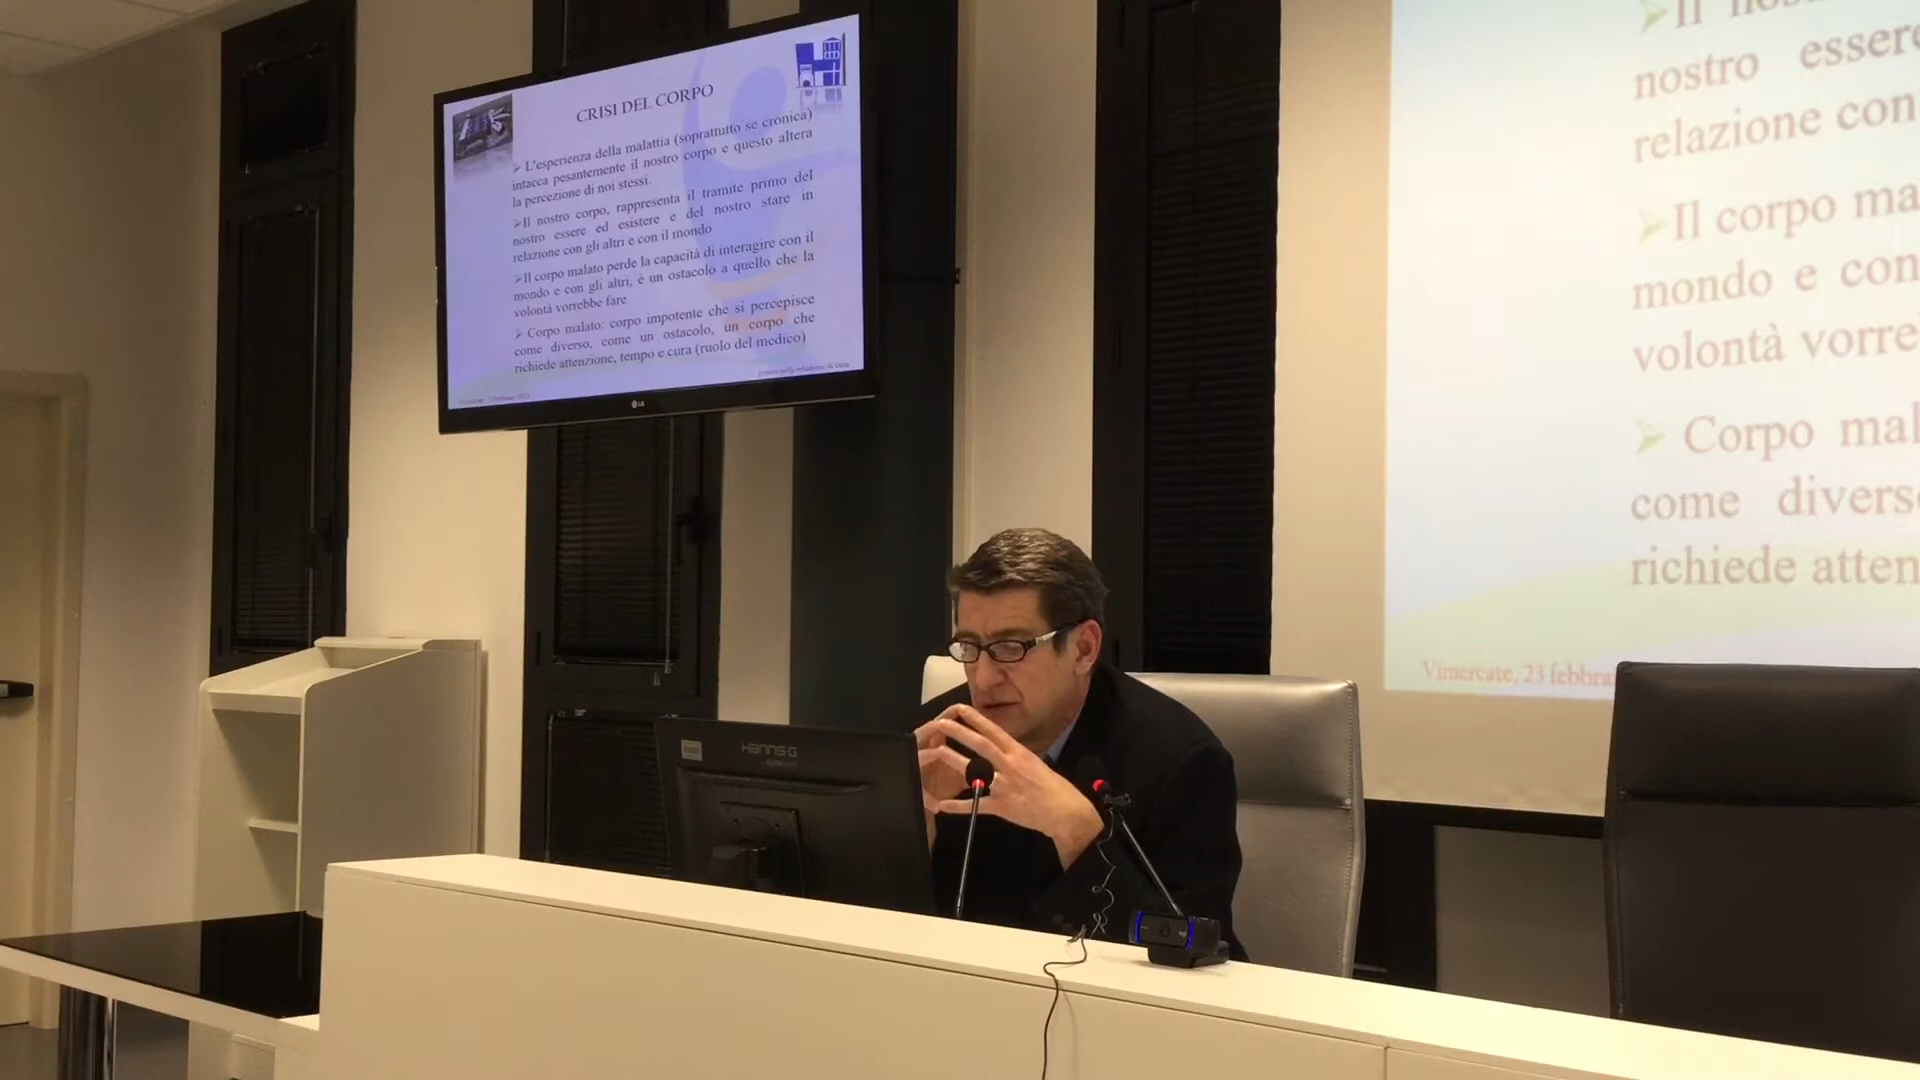 CRISI DEL CORPO
➢ L'esperienza della malattia (soprattutto se cronica)
intacca pesantemente il nostro corpo e questo altera
la percezione di noi stessi.
➢Il nostro corpo, rappresenta il tramite primo del
nostro essere ed esistere e del nostro stare in
relazione con gli altri e con il mondo
➢Il corpo malato perde la capacità di interagire con il
mondo e con gli altri, è un ostacolo a quello che la
volontà vorrebbe fare
➢ Corpo malato: corpo impotente che si percepisce
come diverso, come un ostacolo, un corpo che
richiede attenzione, tempo e cura (ruolo del medico)
nella relazione di cura
LG
➢Il
nostro essere
relazione con
➢Il corpo ma
mondo e con
volontà vorre
➢ Corpo mal
come divers
richiede atten
Vimercate, 23 febbra
HANNS-G